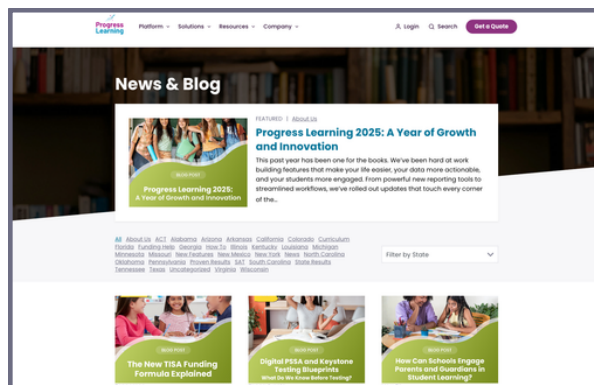 Progress
Learning
Platform Solutions Resources Company Login Search Get a Quote
News & Blog
FEATURED | About Us
Progress Learning 2025: A Year of Growth
and Innovation
This past year has been one for the books. We've been hard at work
building features that make your life easier, your data more actionable,
and your students more engaged. From powerful new reporting tools to
streamlined workflows, we've rolled out updates that touch every corner
of the...
BLOG POST
Progress Learning 2025:
A Year of Growth and Innovation
All About Us ACT Alabama Arizona Arkansas California Colorado Curriculum
Florida Funding Help Georgia How To Illinois Kentucky Louisiana Michigan
Minnesota Missouri New Features New Mexico New York News North Carolina
Oklahoma Pennsylvania Proven Results SAT South Carolina State Results
Tennessee Texas Uncategorized Virginia Wisconsin
Filter by State
BLOG POST
The New TISA Funding
Formula Explained
BLOG POST
Digital PSSA and Keystone
Testing Blueprints
What Do We Know Before Testing?
BLOG POST
How Can Schools Engage
Parents and Guardians in
Student Learning?